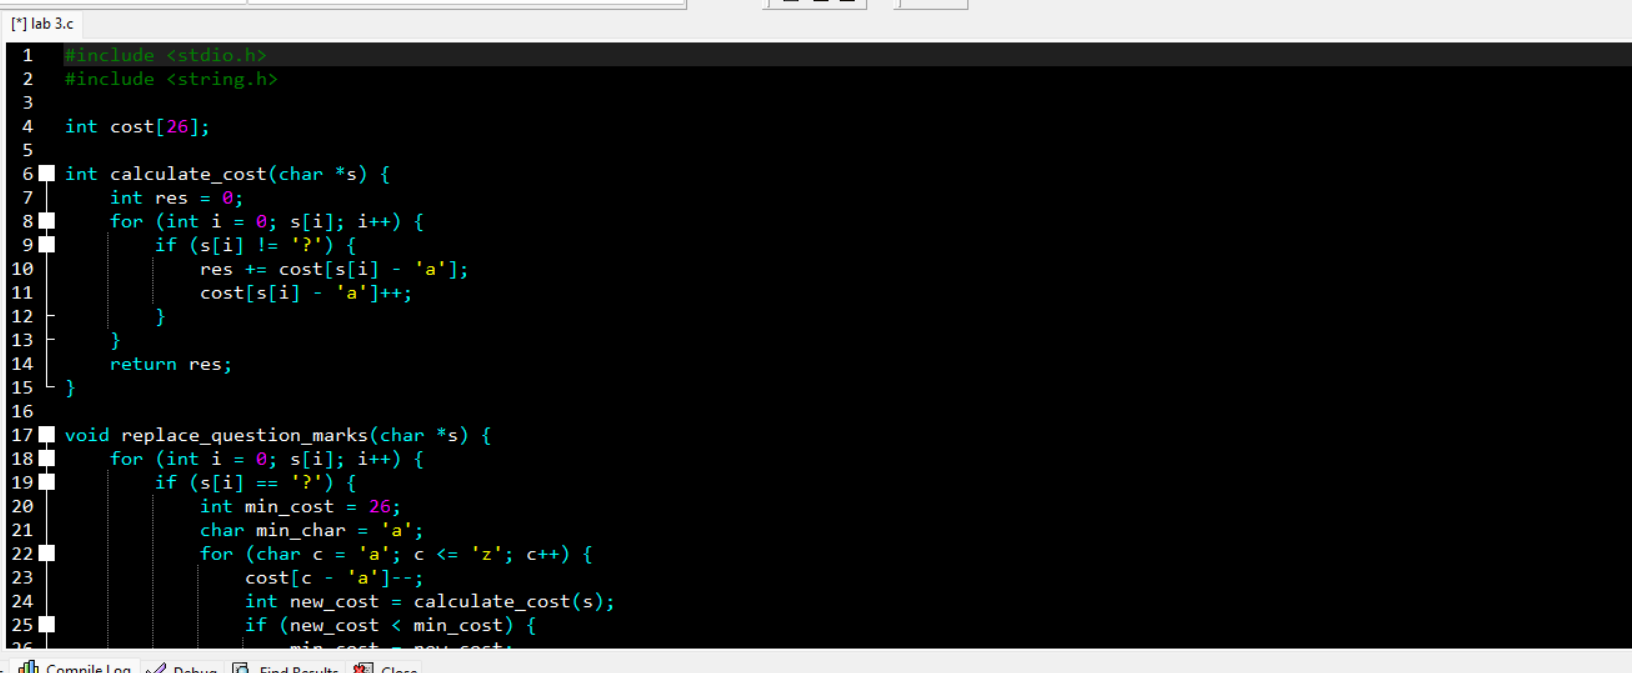 [*] lab 3.c
1 #include <stdio.h>
2 #include <string.h>
3
4 int cost[26];
5
6 int calculate_cost(char *s) {
7 int res = 0;
8 for (int i = 0; s[i]; i++) {
9 if (s[i] != '?') {
10 res += cost[s[i] - 'a'];
11 cost[s[i] - 'a']++;
12 }
13 }
14 return res;
15 }
16
17 void replace_question_marks(char *s) {
18 for (int i = 0; s[i]; i++) {
19 if (s[i] == '?') {
20 int min_cost = 26;
21 char min_char = 'a';
22 for (char c = 'a'; c <= 'z'; c++) {
23 cost[c - 'a']--;
24 int new_cost = calculate_cost(s);
25 if (new_cost < min_cost) {
26 min_cost = new_cost;
Compile Log Debug Find Results Close